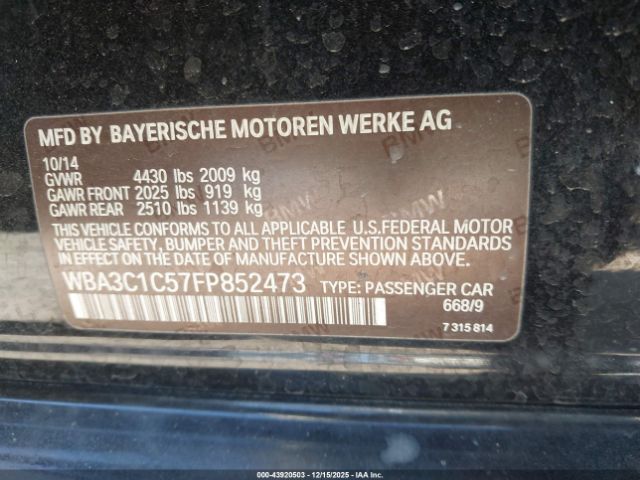 MFD BY BAYERISCHE MOTOREN WERKE AG
10/14
GVWR 4430 lbs 2009 kg
GAWR FRONT 2025 lbs 919 kg
GAWR REAR 2510 lbs 1139 kg
THIS VEHICLE CONFORMS TO ALL APPLICABLE U.S.FEDERAL MOTOR
VEHICLE SAFETY, BUMPER AND THEFT PREVENTION STANDARDS
IN EFFECT ON THE DATE OF MANUFACTURE SHOWN ABOVE.
WBA3C1C57FP852473 TYPE: PASSENGER CAR
668/9
7 315 814
000-43920503 - 12/15/2025 - IAAI.com